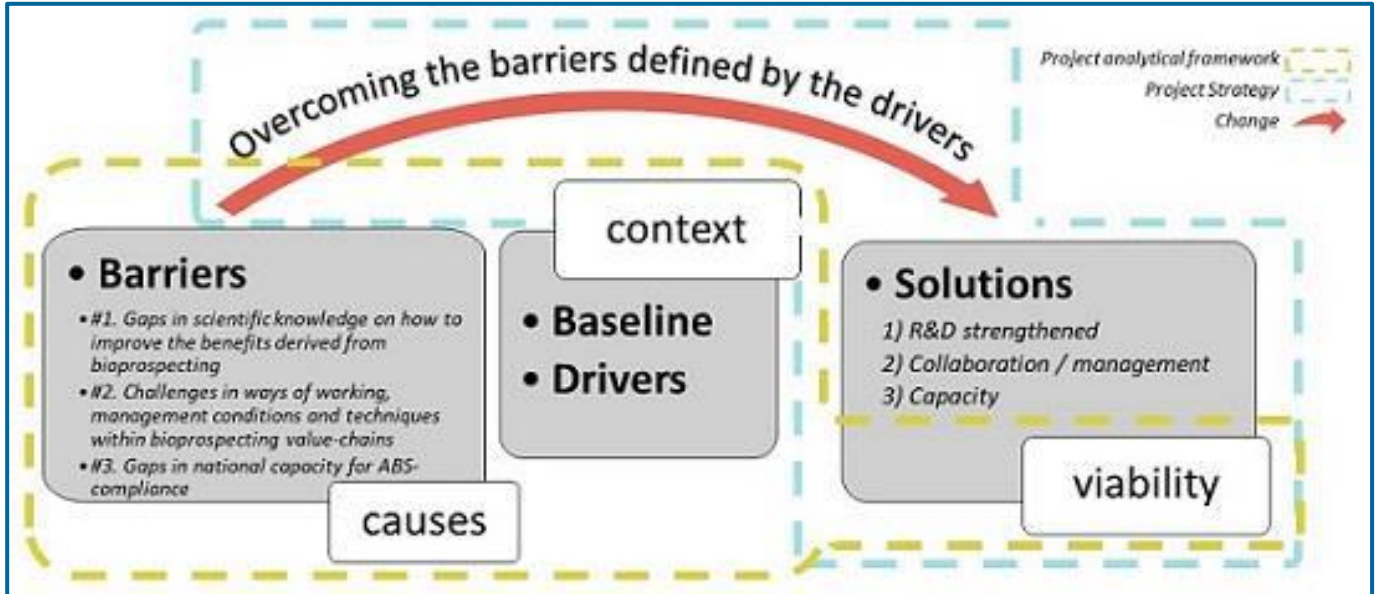 Overcoming the barriers defined by the drivers
Project analytical framework
Project Strategy
Change
context
• Barriers
• #1. Gaps in scientific knowledge on how to
improve the benefits derived from
bioprospecting
• #2. Challenges in ways of working,
management conditions and techniques
within bioprospecting value-chains
• #3. Gaps in national capacity for ABS-
compliance
causes
• Baseline
• Drivers
• Solutions
1) R&D strengthened
2) Collaboration / management
3) Capacity
viability